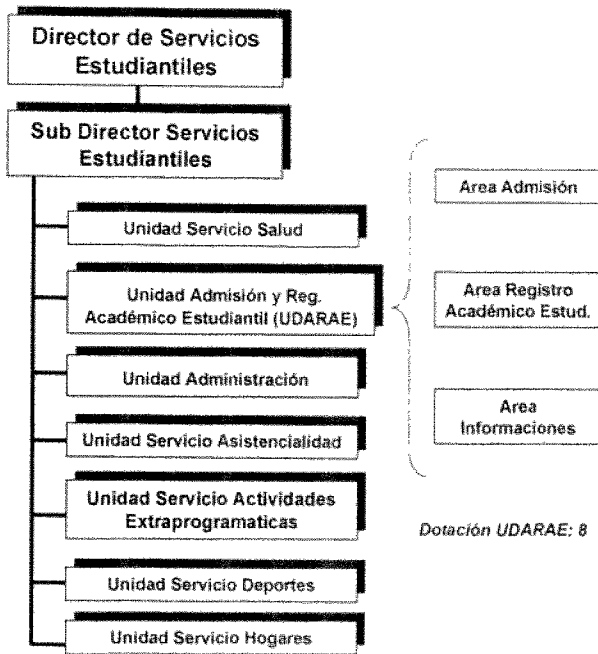 Director de Servicios
Estudiantiles
Sub Director Servicios
Estudiantiles
Unidad Servicio Salud
Unidad Admisión y Reg.
Académico Estudiantil (UDARAE)
Unidad Administración
Unidad Servicio Asistencialidad
Unidad Servicio Actividades
Extraprogramaticas
Unidad Servicio Deportes
Unidad Servicio Hogares
Area Admisión
Area Registro
Académico Estud.
Area
Informaciones
Dotación UDARAE: 8